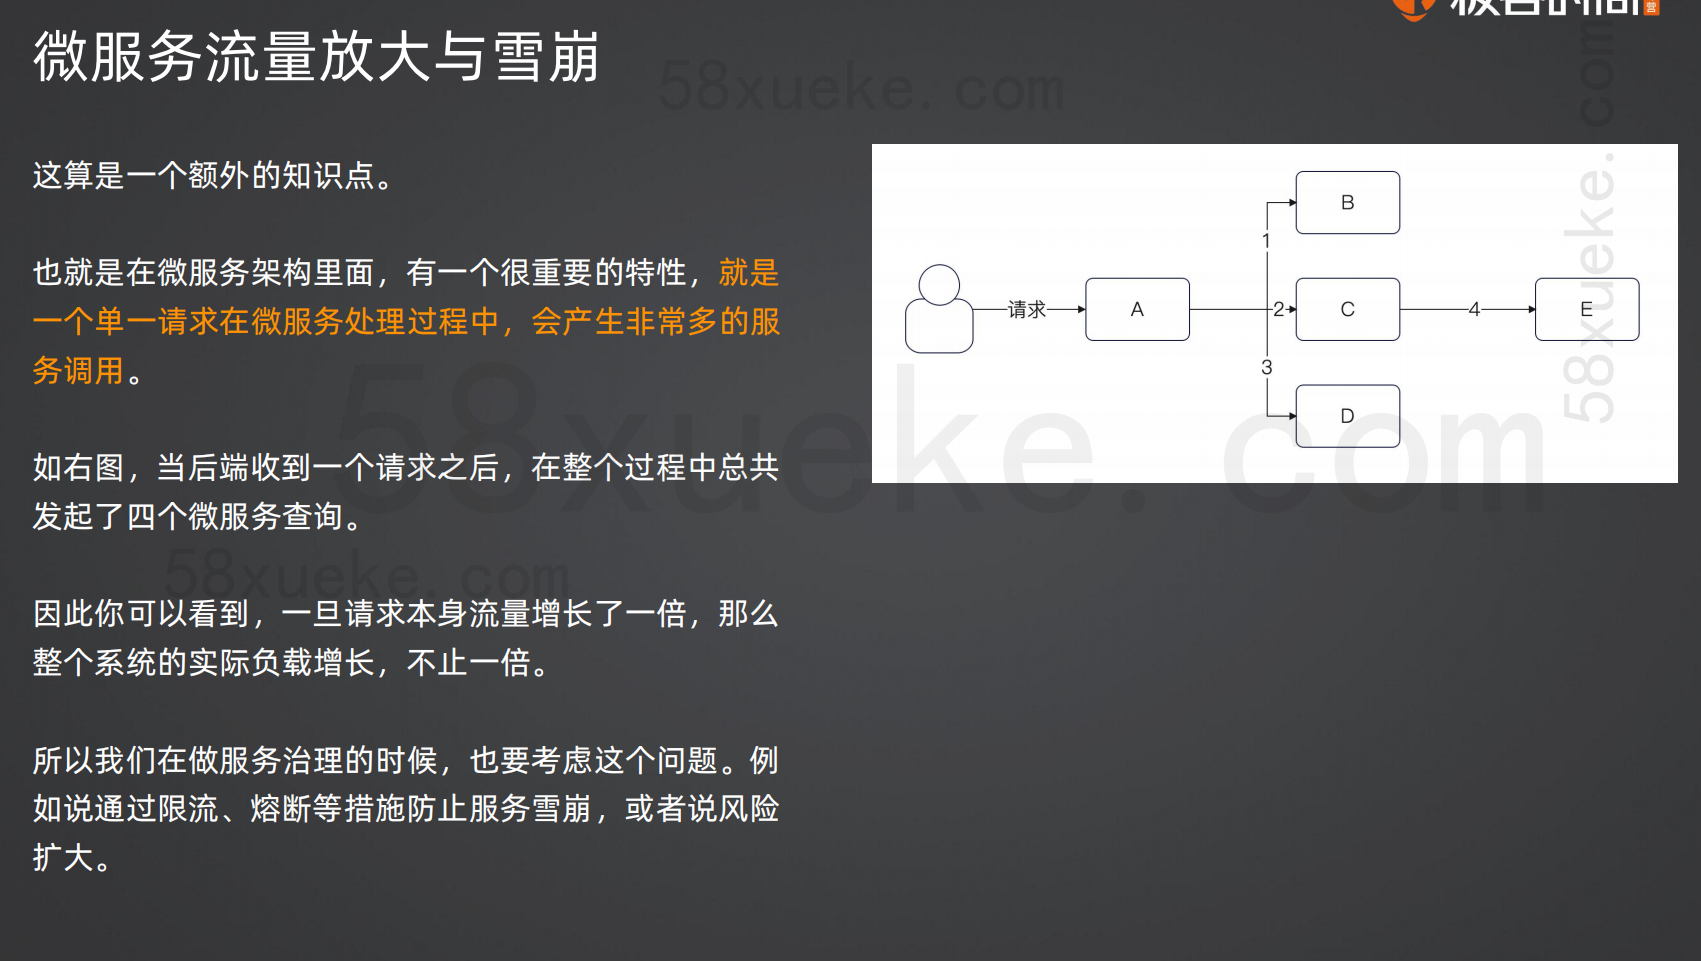 微服务流量放大与雪崩
58xueke.com
这算是一个额外的知识点。
也就是在微服务架构里面，有一个很重要的特性，就是
一个单一请求在微服务处理过程中，会产生非常多的服
务调用。
如右图，当后端收到一个请求之后，在整个过程中总共
发起了四个微服务查询。
因此你可以看到，一旦请求本身流量增长了一倍，那么
整个系统的实际负载增长，不止一倍。
所以我们在做服务治理的时候，也要考虑这个问题。例
如说通过限流、熔断等措施防止服务雪崩，或者说风险
扩大。
请求
A
1
B
2
C
3
D
4
E
58xueke.com
58xueke.com
58xueke.com
营